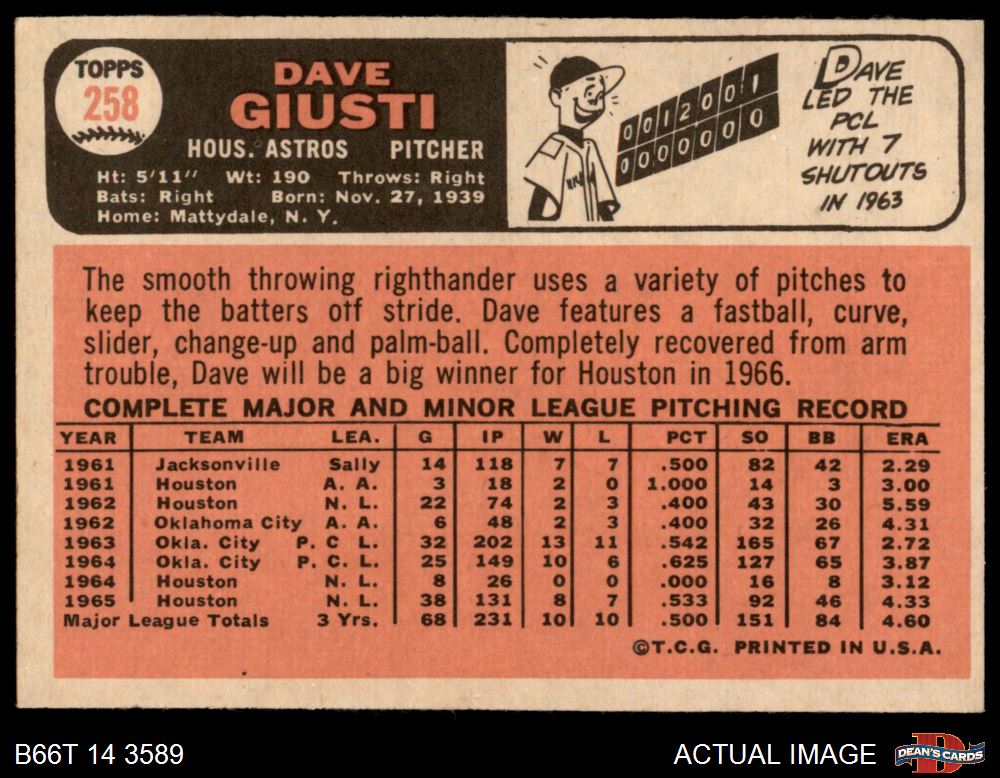 TOPPS
258
DAVE
GIUSTI
HOUS. ASTROS PITCHER
Ht: 5'11" Wt: 190 Throws: Right
Bats: Right Born: Nov. 27, 1939
Home: Mattydale, N. Y.
0012001
0000000
DAVE
LED THE
PCL
WITH 7
SHUTOUTS
IN 1963
The smooth throwing righthander uses a variety of pitches to
keep the batters off stride. Dave features a fastball, curve,
slider, change-up and palm-ball. Completely recovered from arm
trouble, Dave will be a big winner for Houston in 1966.
COMPLETE MAJOR AND MINOR LEAGUE PITCHING RECORD
YEAR TEAM LEA. G IP W L PCT SO BB ERA
1961 Jacksonville Sally 14 118 7 7 .500 82 42 2.29
1961 Houston A. A. 3 18 2 0 1.000 14 3 3.00
1962 Houston N. L. 22 74 2 3 .400 43 30 5.59
1962 Oklahoma City A. A. 6 48 2 3 .400 32 26 4.31
1963 Okla. City P. C L. 32 202 13 11 .542 165 67 2.72
1964 Okla. City P. C. L. 25 149 10 6 .625 127 65 3.87
1964 Houston N. L. 8 26 0 0 .000 16 8 3.12
1965 Houston N. L. 38 131 8 7 .533 92 46 4.33
Major League Totals 3 Yrs. 68 231 10 10 .500 151 84 4.60
©T.C.G. PRINTED IN U.S.A.
B66T 14 3589
ACTUAL IMAGE
DEAN'S CARDS